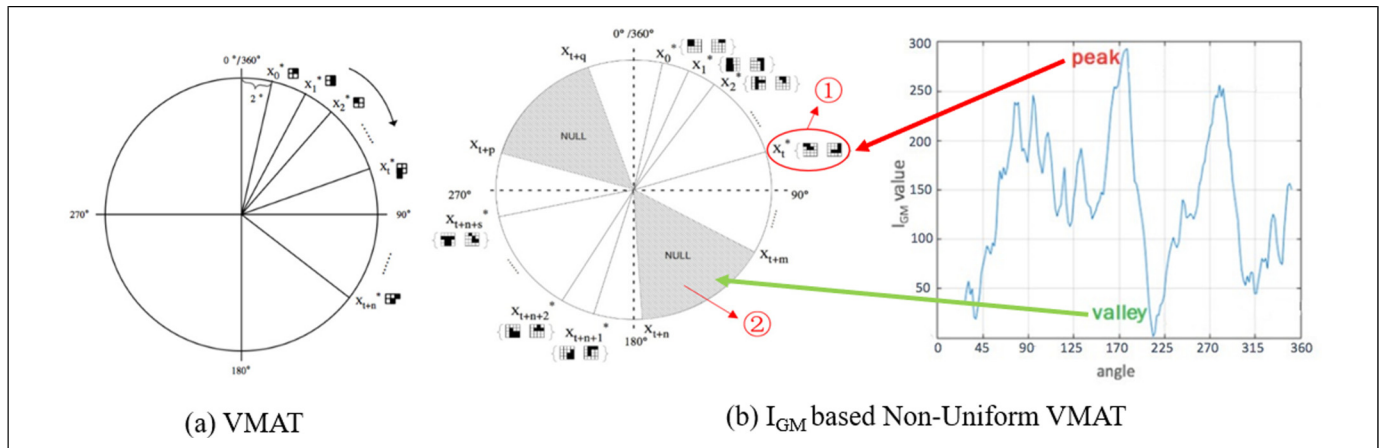 0°/360°
X0*
X1*
X2*
2°
Xt*
270°
90°
Xt+n*
180°
(a) VMAT
0°/360°
Xt+q
X0*
X1*
X2*
①
NULL
Xt+p
Xt*
270°
90°
Xt+n+s*
NULL
Xt+m
②
Xt+n+2*
Xt+n+1*
Xt+n
180°
300
peak
250
200
150
100
50
IGM value
valley
0 45 90 135 170 225 270 315 360
angle
(b) IGM based Non-Uniform VMAT